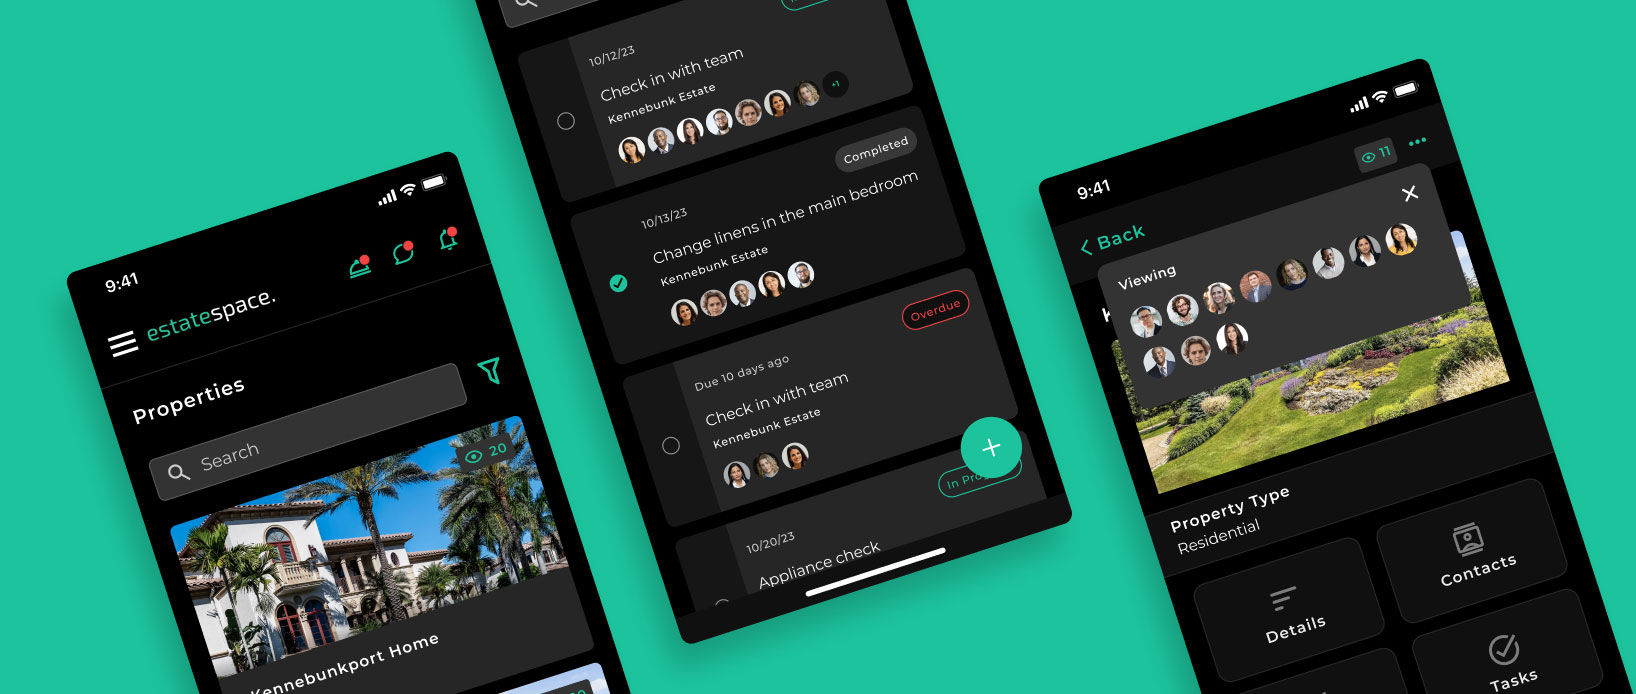 9:41
estatespace.
Properties
Search
20
Kennebunkport Home
10/12/23
Check in with team
Kennebunk Estate
+1
Completed
10/13/23
Change linens in the main bedroom
Kennebunk Estate
Overdue
Due 10 days ago
Check in with team
Kennebunk Estate
In
10/20/23
Appliance check
9:41
11
Back
Viewing
Property Type
Residential
Details
Contacts
Tasks